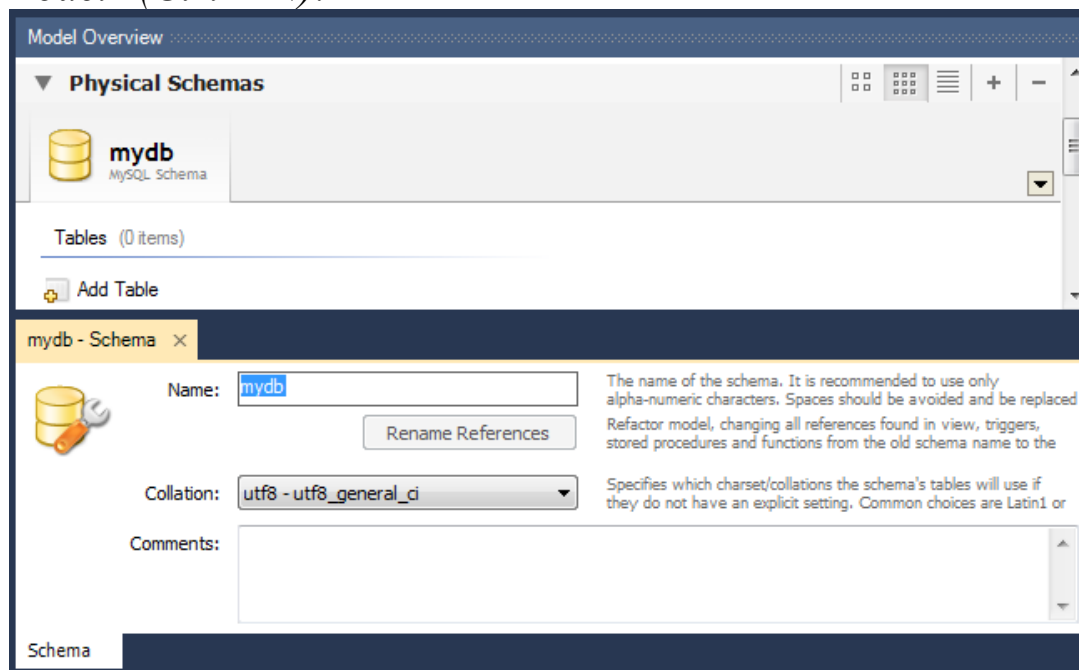 Model Overview
Physical Schemas
mydb
MySQL Schema
Tables (0 items)
Add Table
mydb - Schema
Name: mydb
The name of the schema. It is recommended to use only
alpha-numeric characters. Spaces should be avoided and be replaced
Rename References
Refactor model, changing all references found in view, triggers,
stored procedures and functions from the old schema name to the
Collation: utf8 - utf8_general_ci
Specifies which charset/collations the schema's tables will use if
they do not have an explicit setting. Common choices are Latin1 or
Comments:
Schema